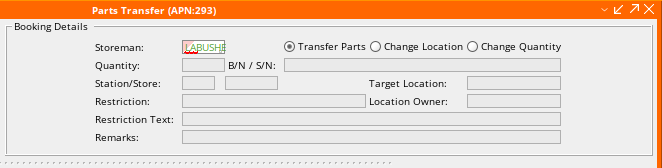 Parts Transfer (APN:293)
Booking Details
Storeman: LABUSHE Transfer Parts Change Location Change Quantity
Quantity: B/N / S/N:
Station/Store: Target Location:
Restriction: Location Owner:
Restriction Text:
Remarks: